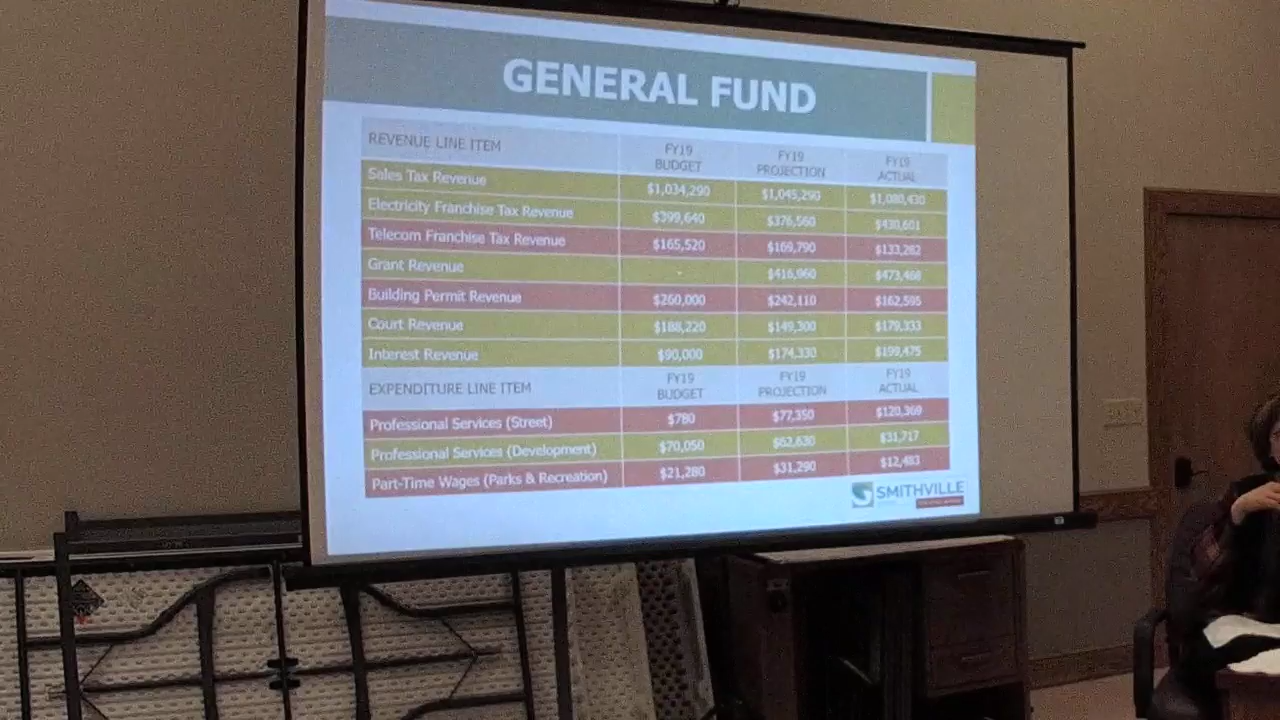 GENERAL FUND
REVENUE LINE ITEM FY19 BUDGET FY19 PROJECTION FY19 ACTUAL
Sales Tax Revenue $1,034,290 $1,045,290 $1,080,430
Electricity Franchise Tax Revenue $399,640 $376,560 $430,601
Telecom Franchise Tax Revenue $165,520 $169,790 $133,282
Grant Revenue - $416,960 $473,468
Building Permit Revenue $260,000 $242,110 $162,595
Court Revenue $188,220 $149,300 $179,333
Interest Revenue $90,000 $174,330 $199,475
EXPENDITURE LINE ITEM FY19 BUDGET FY19 PROJECTION FY19 ACTUAL
Professional Services (Street) $780 $77,350 $120,369
Professional Services (Development) $70,050 $62,630 $31,717
Part-Time Wages (Parks & Recreation) $21,280 $31,290 $12,483
SMITHVILLE